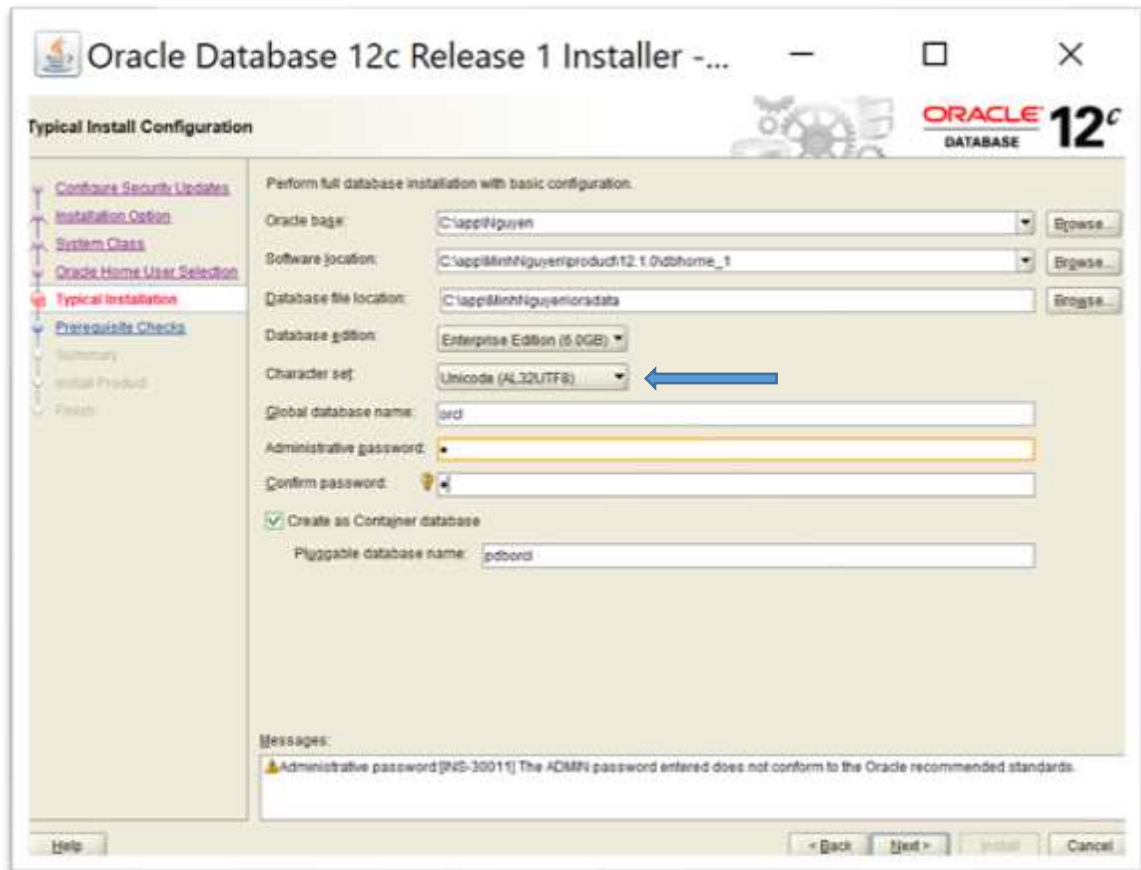 Oracle Database 12c Release 1 Installer -...
Typical Install Configuration
ORACLE 12c
DATABASE
Configure Security Updates
Installation Option
System Class
Oracle Home User Selection
Typical Installation
Prerequisite Checks
Summary
Install Product
Finish
Perform full database installation with basic configuration.
Oracle base: C:\app\Nguyen Browse...
Software location: C:\app\MinhNguyen\product\12.1.0\dbhome_1 Browse...
Database file location: C:\app\MinhNguyen\oradata Browse...
Database edition: Enterprise Edition (6.0GB)
Character set: Unicode (AL32UTF8)
Global database name: orcl
Administrative password:
Confirm password:
Create as Container database
Pluggable database name: pdborcl
Messages:
Administrative password:[INS-30011] The ADMIN password entered does not conform to the Oracle recommended standards.
Help < Back Next > Install Cancel